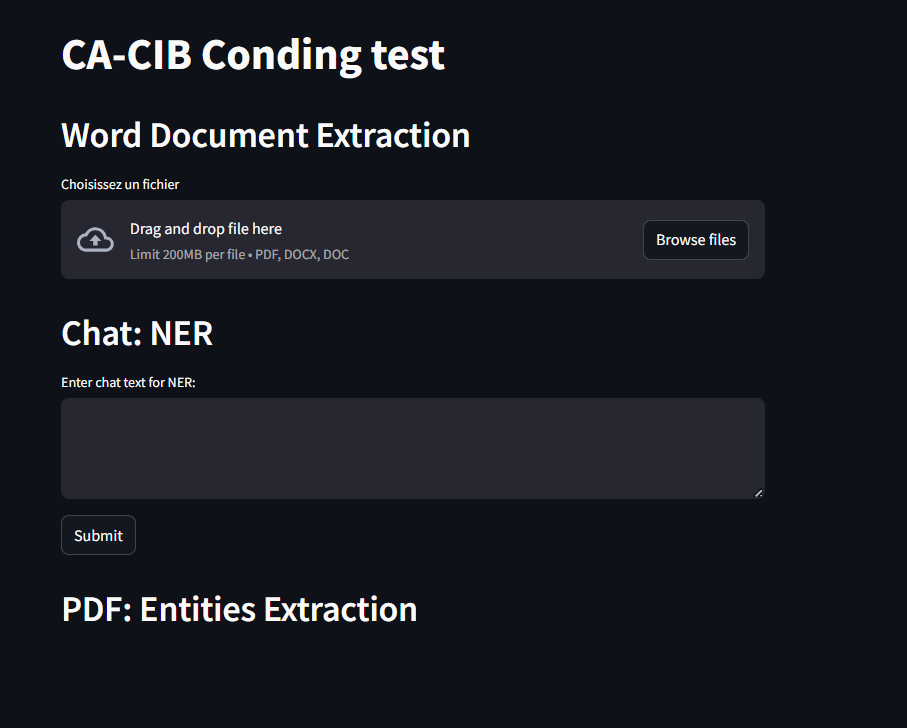 CA-CIB Conding test
Word Document Extraction
Choisissez un fichier
Drag and drop file here
Limit 200MB per file • PDF, DOCX, DOC
Browse files
Chat: NER
Enter chat text for NER:
Submit
PDF: Entities Extraction